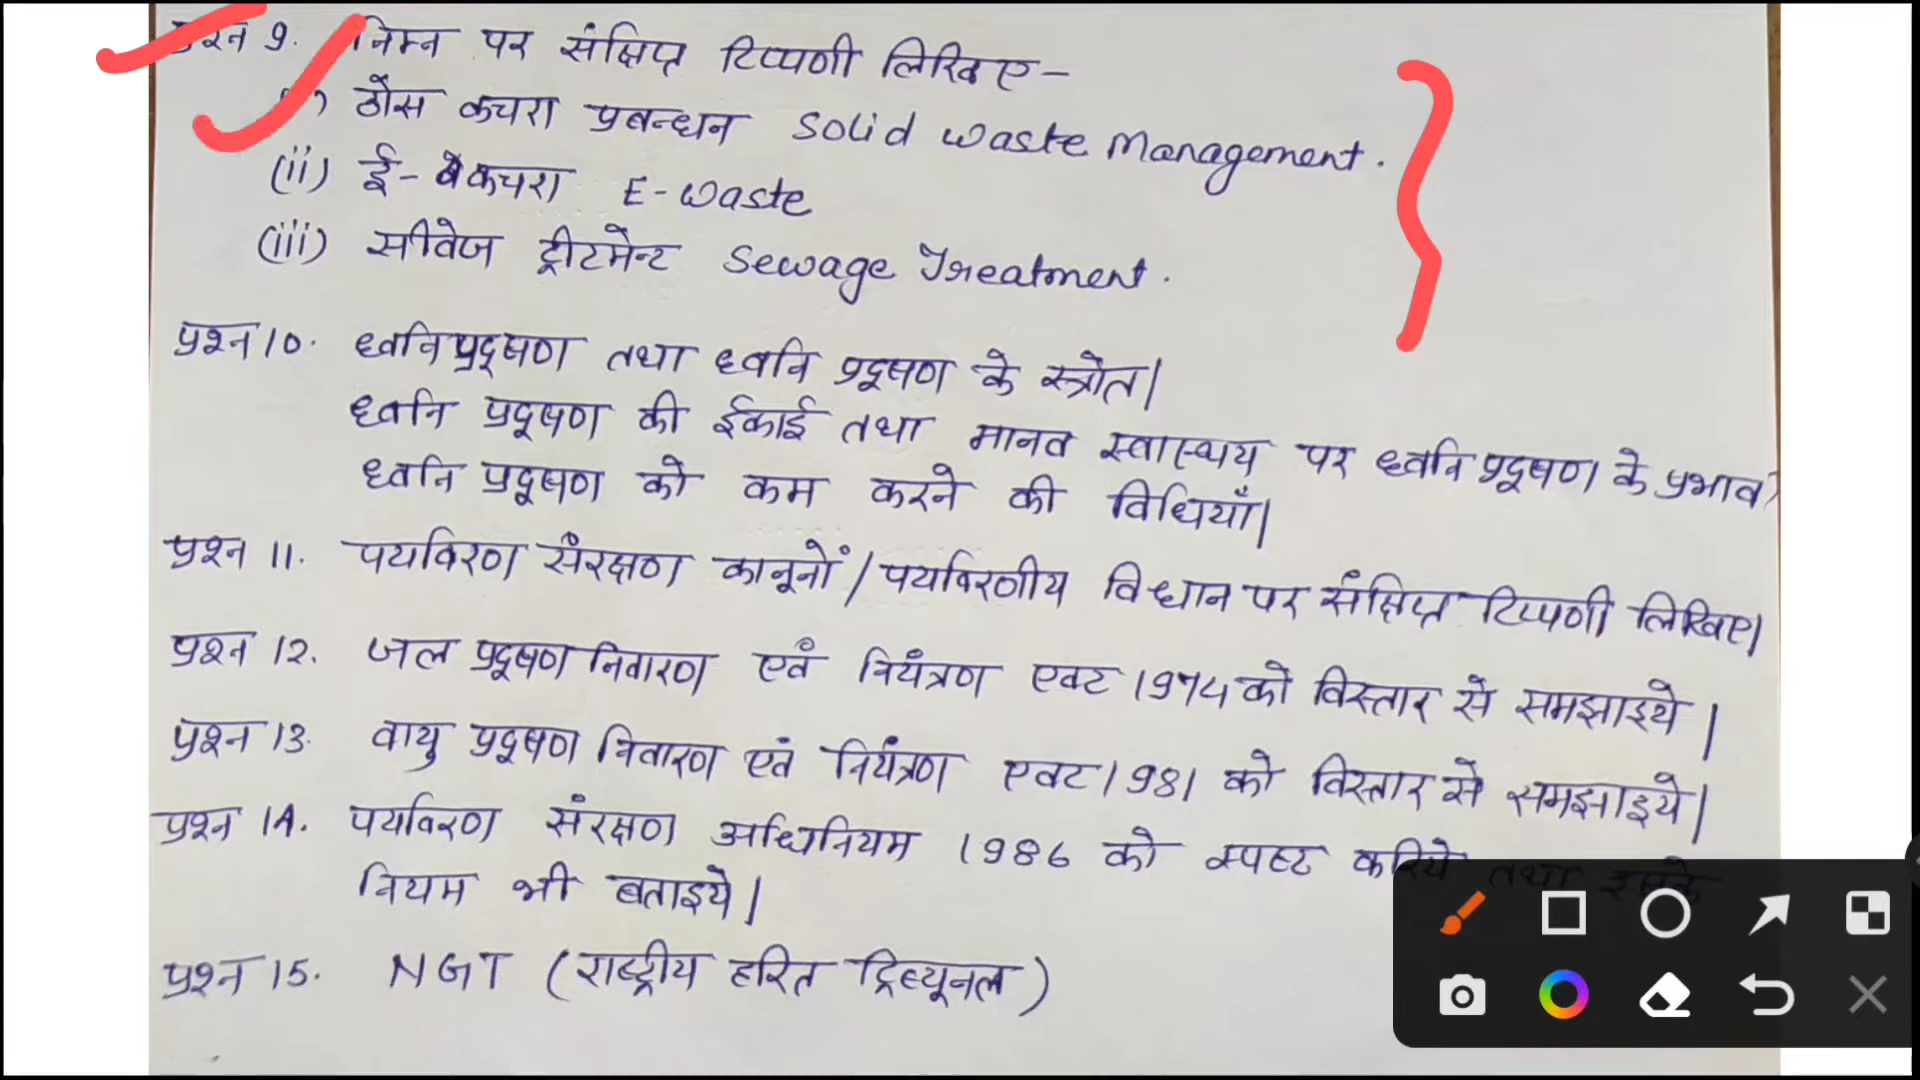 प्रश्न 9. निम्न पर संक्षिप्त टिप्पणी लिखिए-
ठोस कचरा प्रबन्धन Solid Waste Management.
(ii) ई-कचरा E-Waste
(iii) सीवेज ट्रीटमेन्ट Sewage Treatment.
प्रश्न 10. ध्वनि प्रदूषण तथा ध्वनि प्रदूषण के स्त्रोत।
ध्वनि प्रदूषण की ईकाई तथा मानव स्वास्थ्य पर ध्वनि प्रदूषण के प्रभाव,
ध्वनि प्रदूषण को कम करने की विधियाँ।
प्रश्न 11. पर्यावरण संरक्षण कानूनों/पर्यावरणीय विधान पर संक्षिप्त टिप्पणी लिखिए।
प्रश्न 12. जल प्रदूषण निवारण एवं नियंत्रण एक्ट 1974 को विस्तार से समझाइये।
प्रश्न 13. वायु प्रदूषण निवारण एवं नियंत्रण एक्ट 1981 को विस्तार से समझाइये।
प्रश्न 14. पर्यावरण संरक्षण अधिनियम 1986 को स्पष्ट करिये तथा इसके
नियम भी बताइये।
प्रश्न 15. NGT (राष्ट्रीय हरित ट्रिब्यूनल)